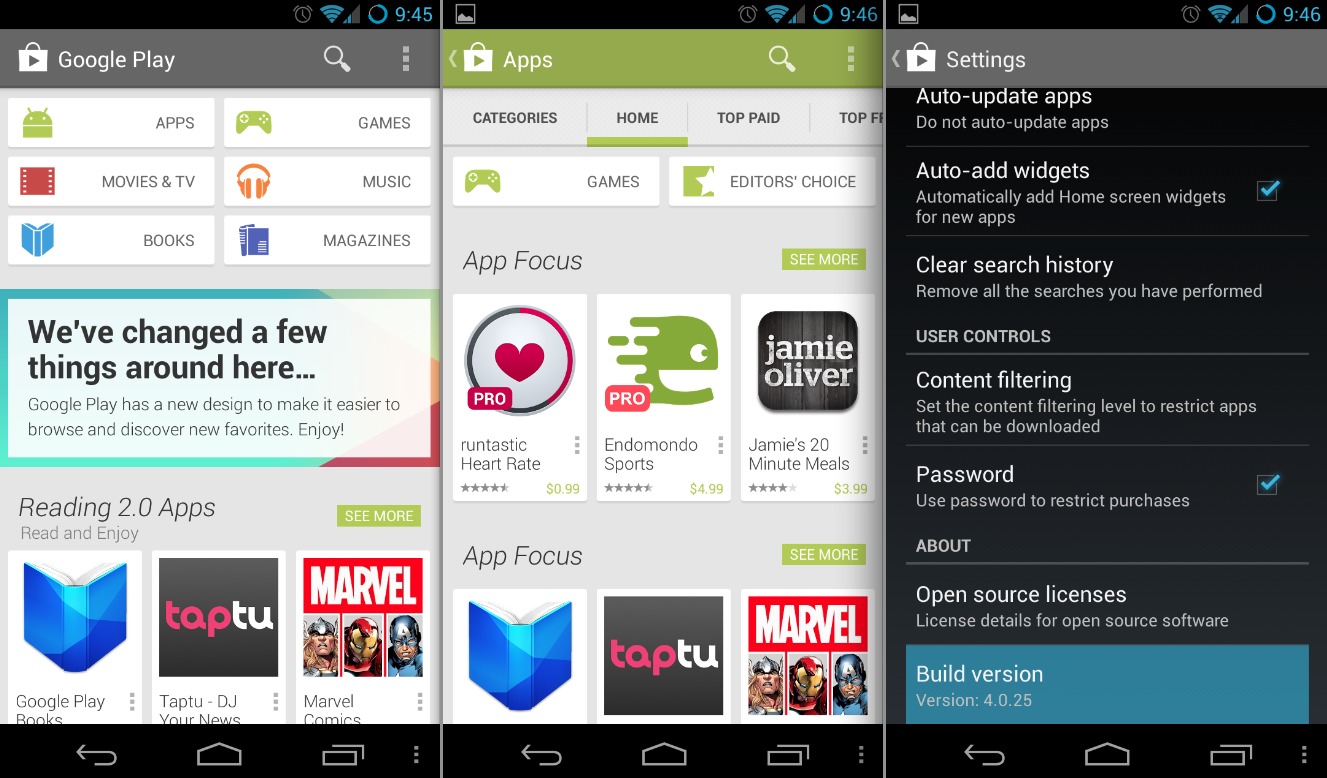 9:45
Google Play
APPS
GAMES
MOVIES & TV
MUSIC
BOOKS
MAGAZINES
We've changed a few
things around here...
Google Play has a new design to make it easier to
browse and discover new favorites. Enjoy!
Reading 2.0 Apps
SEE MORE
Read and Enjoy
taptu
MARVEL
Google Play
Books
Taptu - DJ
Your News
Marvel
Comics
9:46
Apps
CATEGORIES
HOME
TOP PAID
TOP FR
GAMES
EDITORS' CHOICE
App Focus
SEE MORE
PRO
PRO
jamie
oliver
runtastic
Heart Rate
$0.99
Endomondo
Sports
$4.99
Jamie's 20
Minute Meals
$3.99
App Focus
SEE MORE
taptu
MARVEL
9:46
Settings
Auto-update apps
Do not auto-update apps
Auto-add widgets
Automatically add Home screen widgets
for new apps
Clear search history
Remove all the searches you have performed
USER CONTROLS
Content filtering
Set the content filtering level to restrict apps
that can be downloaded
Password
Use password to restrict purchases
ABOUT
Open source licenses
License details for open source software
Build version
Version: 4.0.25